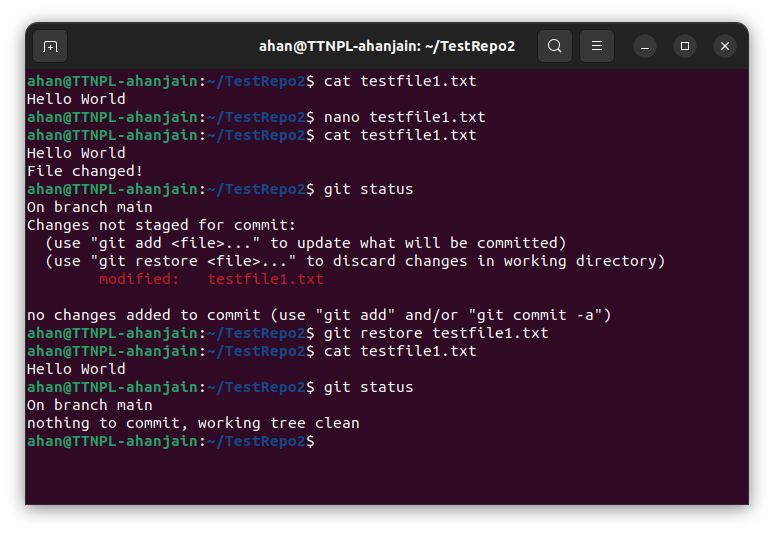 ahan@TTNPL-ahanjain: ~/TestRepo2
ahan@TTNPL-ahanjain:~/TestRepo2$ cat testfile1.txt
Hello World
ahan@TTNPL-ahanjain:~/TestRepo2$ nano testfile1.txt
ahan@TTNPL-ahanjain:~/TestRepo2$ cat testfile1.txt
Hello World
File changed!
ahan@TTNPL-ahanjain:~/TestRepo2$ git status
On branch main
Changes not staged for commit:
  (use "git add <file>..." to update what will be committed)
  (use "git restore <file>..." to discard changes in working directory)
        modified:   testfile1.txt

no changes added to commit (use "git add" and/or "git commit -a")
ahan@TTNPL-ahanjain:~/TestRepo2$ git restore testfile1.txt
ahan@TTNPL-ahanjain:~/TestRepo2$ cat testfile1.txt
Hello World
ahan@TTNPL-ahanjain:~/TestRepo2$ git status
On branch main
nothing to commit, working tree clean
ahan@TTNPL-ahanjain:~/TestRepo2$